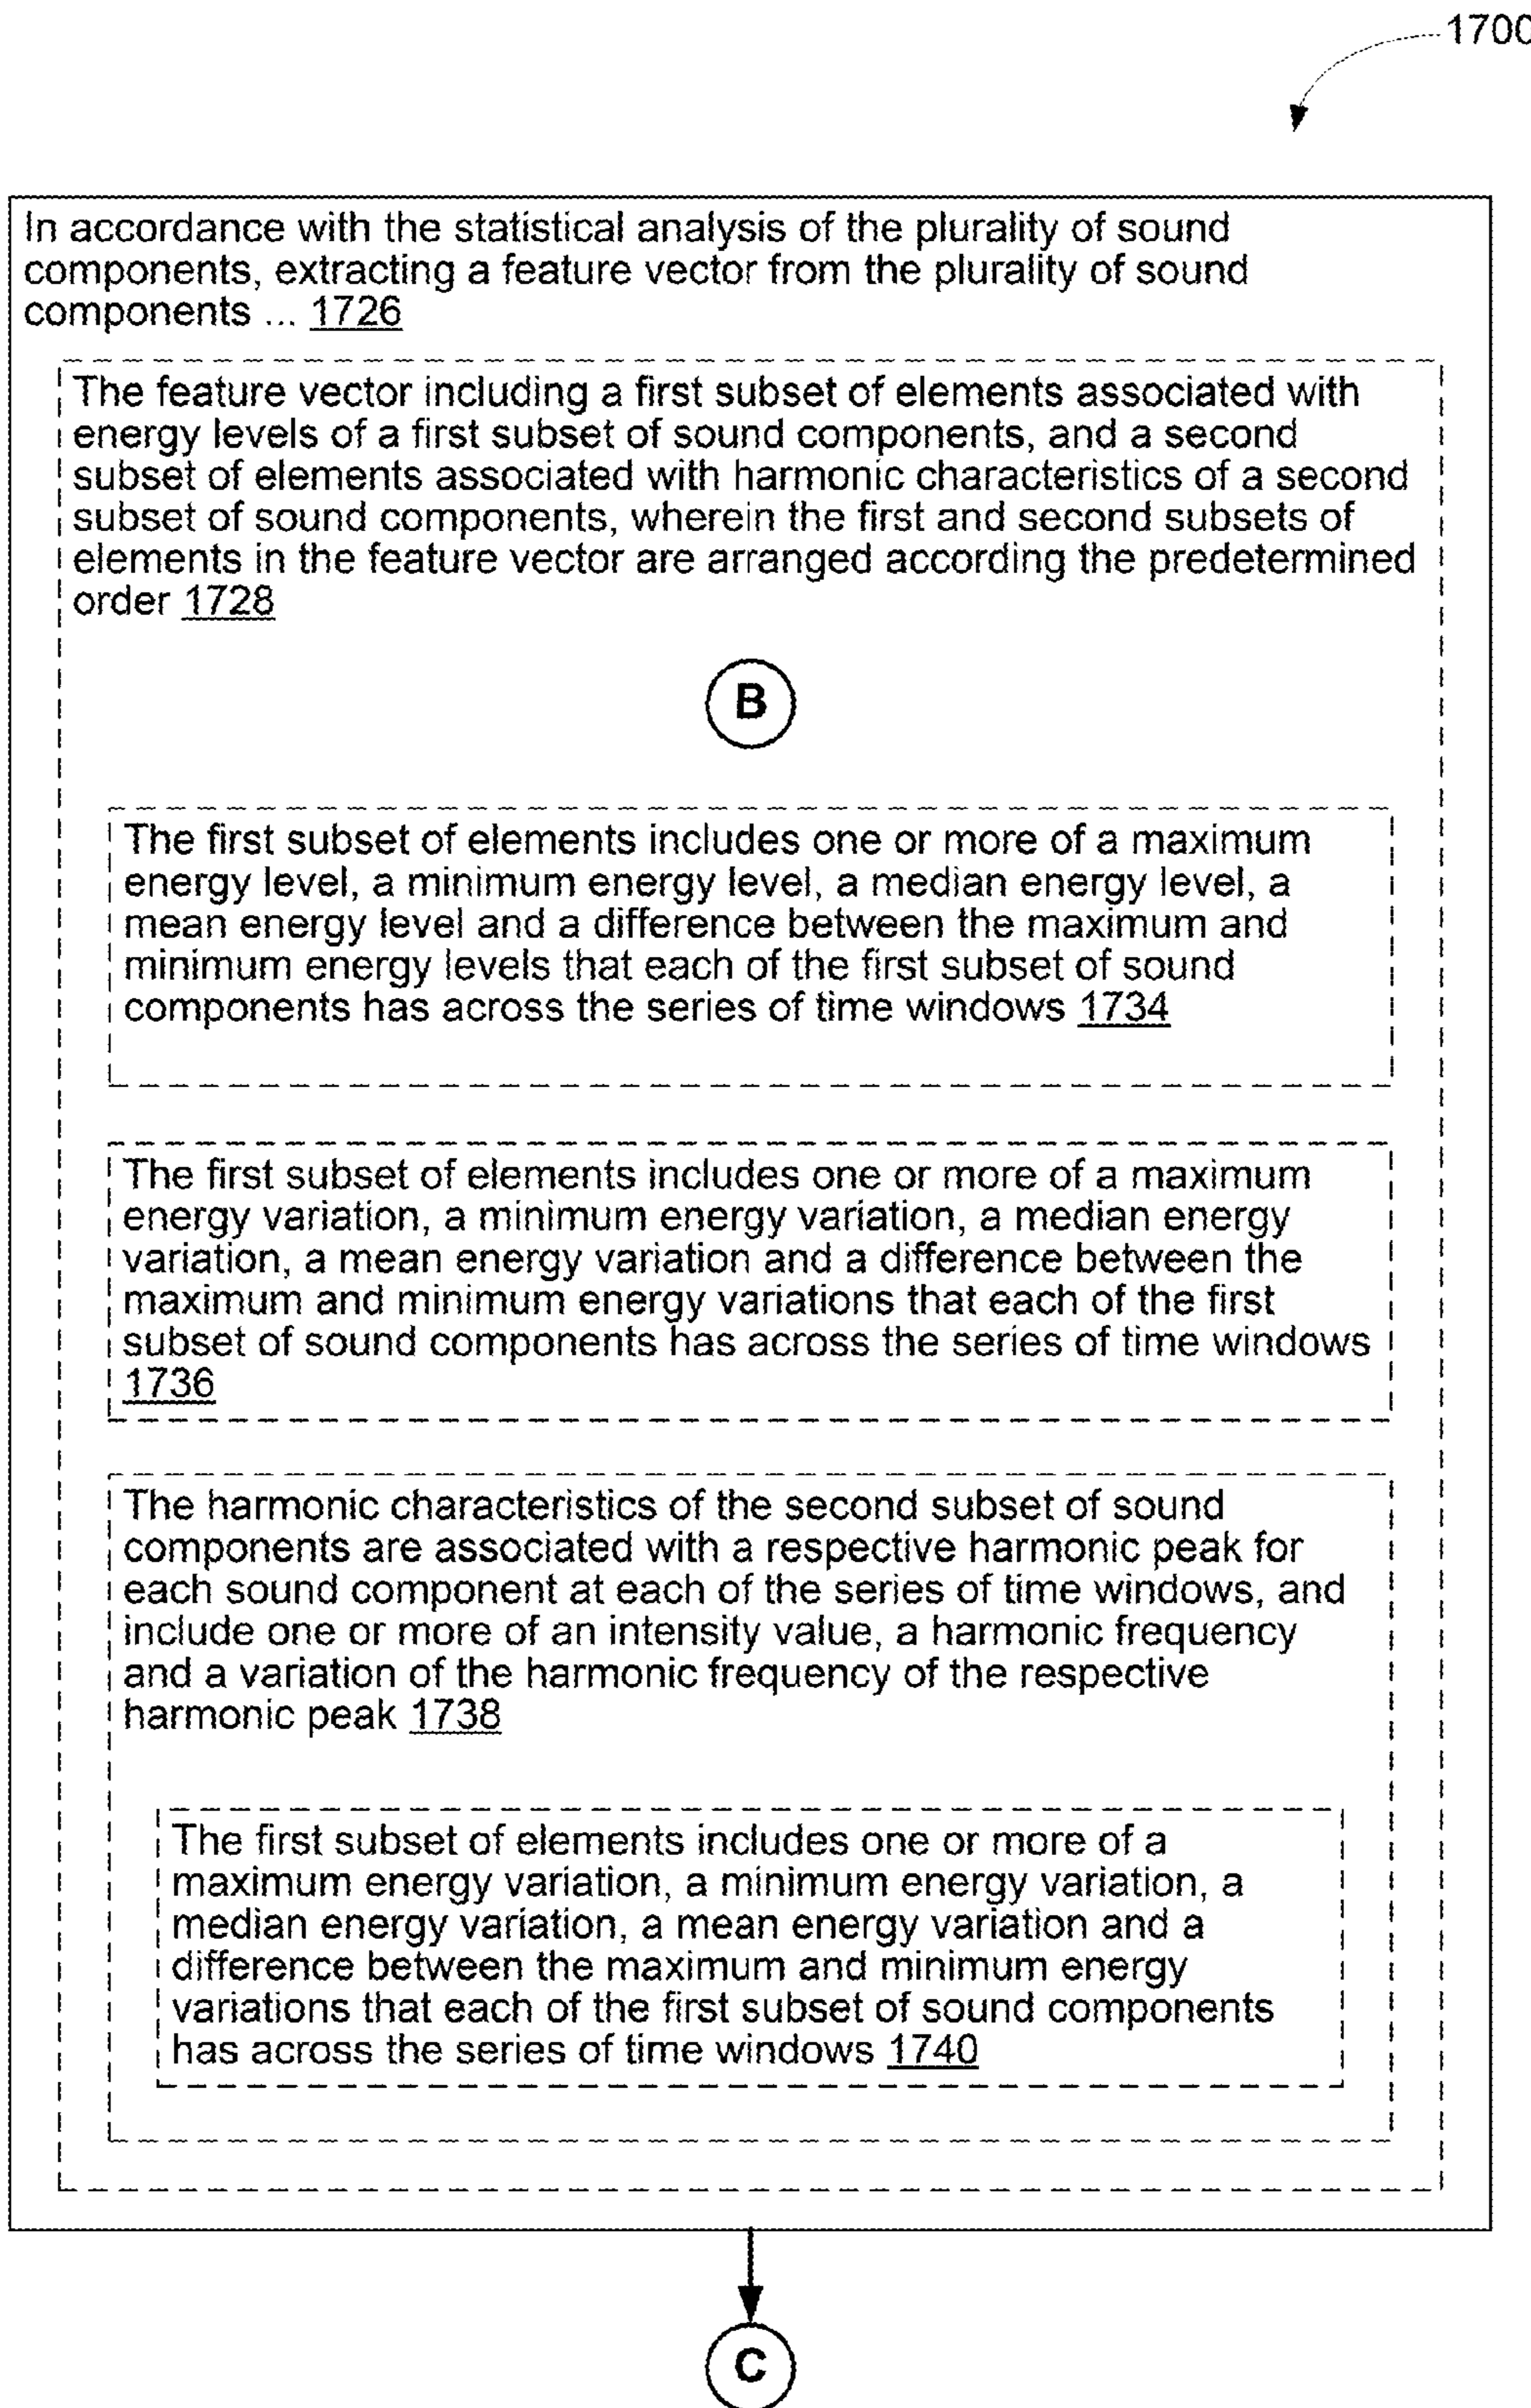 1700
In accordance with the statistical analysis of the plurality of sound
components, extracting a feature vector from the plurality of sound
components ... 1726
The feature vector including a first subset of elements associated with
energy levels of a first subset of sound components, and a second
subset of elements associated with harmonic characteristics of a second
subset of sound components, wherein the first and second subsets of
elements in the feature vector are arranged according the predetermined
order 1728
B
The first subset of elements includes one or more of a maximum
energy level, a minimum energy level, a median energy level, a
mean energy level and a difference between the maximum and
minimum energy levels that each of the first subset of sound
components has across the series of time windows 1734
The first subset of elements includes one or more of a maximum
energy variation, a minimum energy variation, a median energy
variation, a mean energy variation and a difference between the
maximum and minimum energy variations that each of the first
subset of sound components has across the series of time windows
1736
The harmonic characteristics of the second subset of sound
components are associated with a respective harmonic peak for
each sound component at each of the series of time windows, and
include one or more of an intensity value, a harmonic frequency
and a variation of the harmonic frequency of the respective
harmonic peak 1738
The first subset of elements includes one or more of a
maximum energy variation, a minimum energy variation, a
median energy variation, a mean energy variation and a
difference between the maximum and minimum energy
variations that each of the first subset of sound components
has across the series of time windows 1740
C